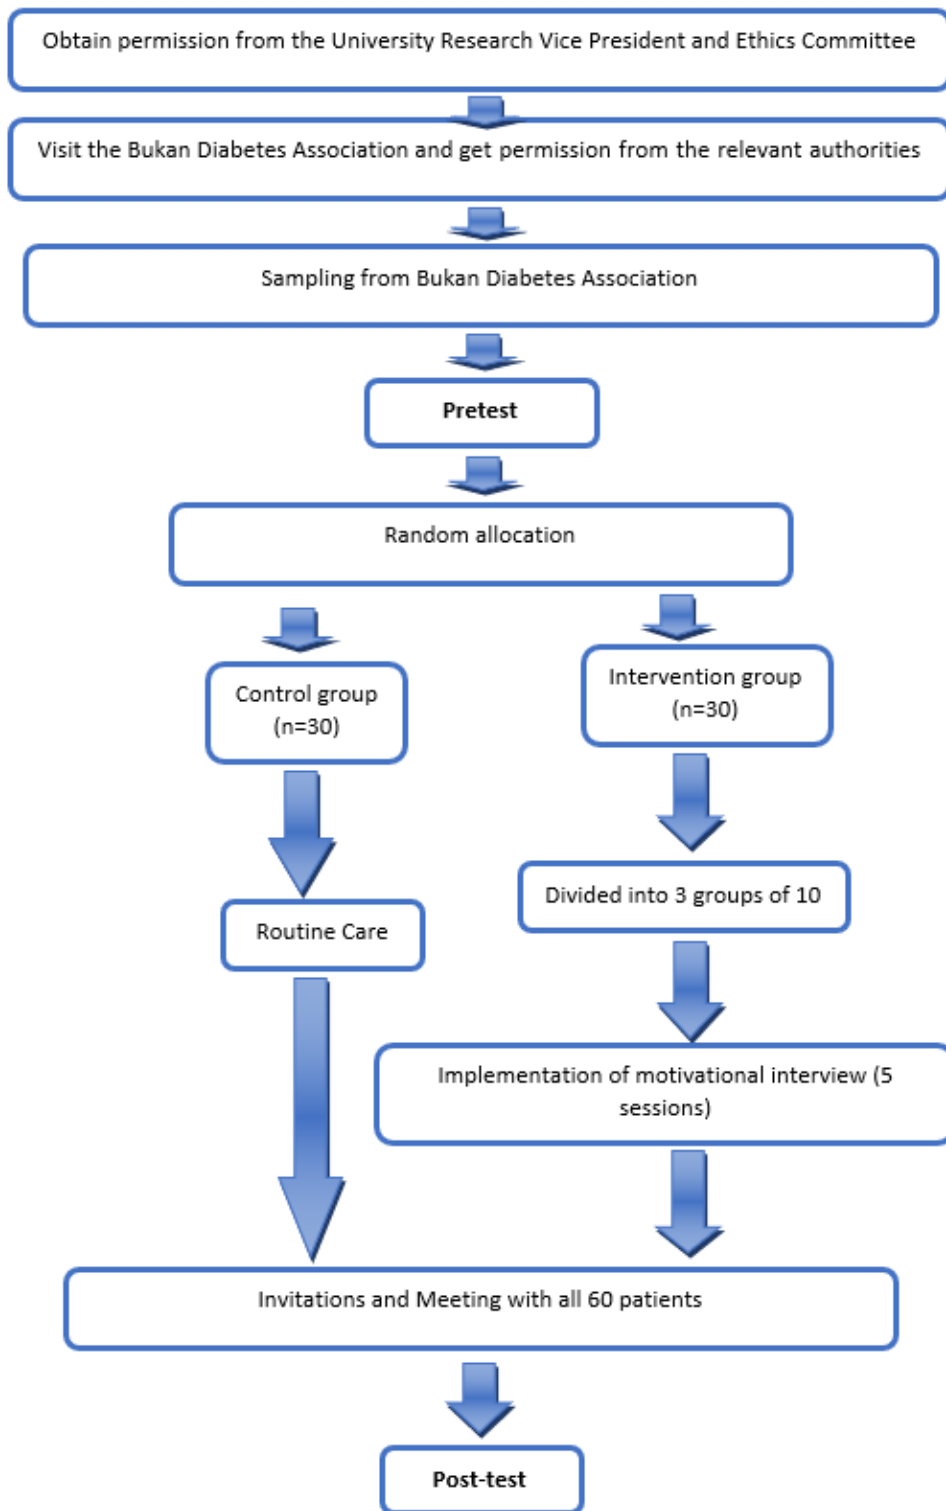 Obtain permission from the University Research Vice President and Ethics Committee
Visit the Bukan Diabetes Association and get permission from the relevant authorities
Sampling from Bukan Diabetes Association
Pretest
Random allocation
Control group
(n=30)
Intervention group
(n=30)
Divided into 3 groups of 10
Routine Care
Implementation of motivational interview (5
sessions)
Invitations and Meeting with all 60 patients
Post-test